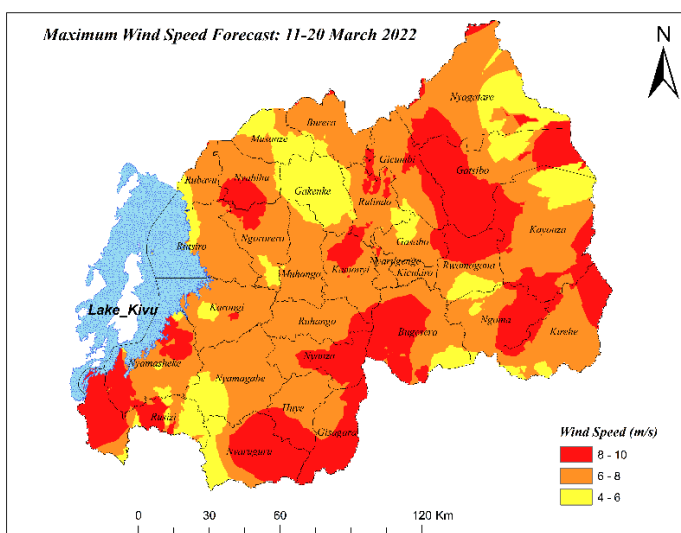 Maximum Wind Speed Forecast: 11-20 March 2022
N
Nyagatare
Burera
Musanze
Gicumbi
Gatsibo
Rubavu
Nyabihu
Gakenke
Rulindo
Kayonza
Rutsiro
Ngororero
Gasabo
Muhanga
Kamonyi
Nyarugenge
Kicukiro
Rwamagana
Lake_Kivu
Karongi
Ruhango
Bugesera
Ngoma
Kirehe
Nyanza
Nyamasheke
Nyamagabe
Huye
Rusizi
Gisagara
Nyaruguru
Wind Speed (m/s)
8 - 10
6 - 8
4 - 6
0 30 60 120 Km